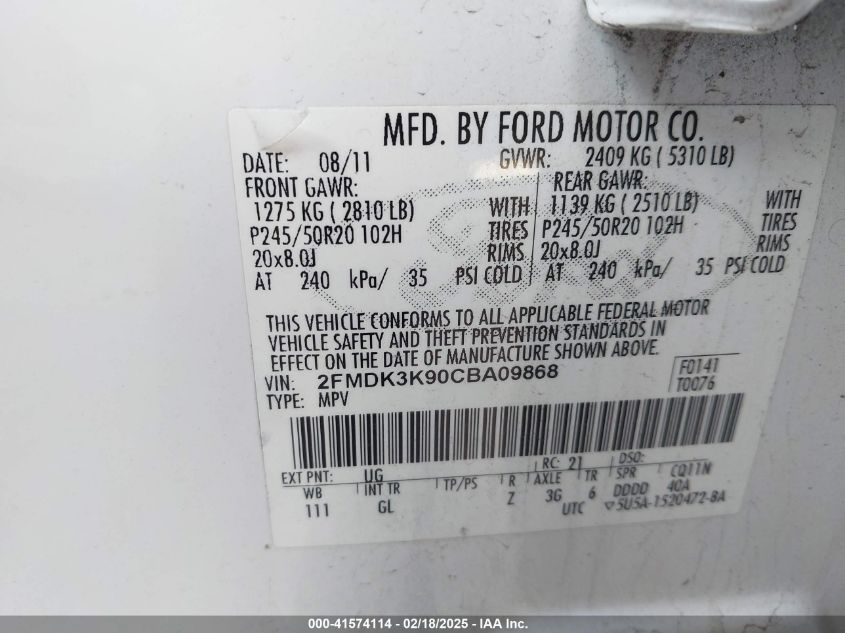 MFD. BY FORD MOTOR CO.
DATE: 08/11 GVWR: 2409 KG ( 5310 LB)
FRONT GAWR: REAR GAWR:
1275 KG ( 2810 LB) WITH 1139 KG ( 2510 LB) WITH
P245/50R20 102H TIRES P245/50R20 102H TIRES
20x8.0J RIMS 20x8.0J RIMS
AT 240 kPa/ 35 PSI COLD AT 240 kPa/ 35 PSI COLD
THIS VEHICLE CONFORMS TO ALL APPLICABLE FEDERAL MOTOR
VEHICLE SAFETY AND THEFT PREVENTION STANDARDS IN
EFFECT ON THE DATE OF MANUFACTURE SHOWN ABOVE.
VIN: 2FMDK3K90CBA09868 F0141
TYPE: MPV T0076
EXT PNT: UG RC: 21 DSO:
WB INT TR TP/PS R AXLE TR SPR CQ11N
111 GL Z 3G 6 DDDD 40A
UTC ▽5U5A-1520472-BA
000-41574114 - 02/18/2025 - IAA Inc.